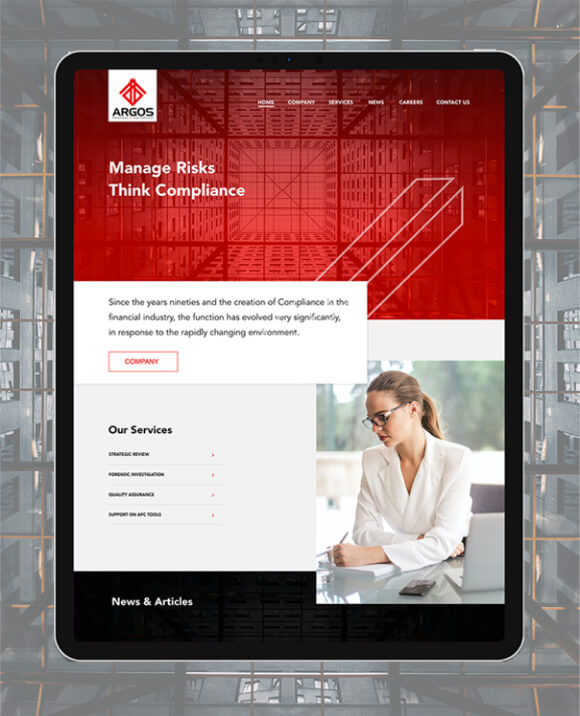 ARGOS
HOME COMPANY SERVICES NEWS CAREERS CONTACT US
Manage Risks
Think Compliance
Since the years nineties and the creation of Compliance in the
financial industry, the function has evolved very significantly,
in response to the rapidly changing environment.
COMPANY
Our Services
STRATEGIC REVIEW
FORENSIC INVESTIGATION
QUALITY ASSURANCE
SUPPORT ON AFC TOOLS
News & Articles